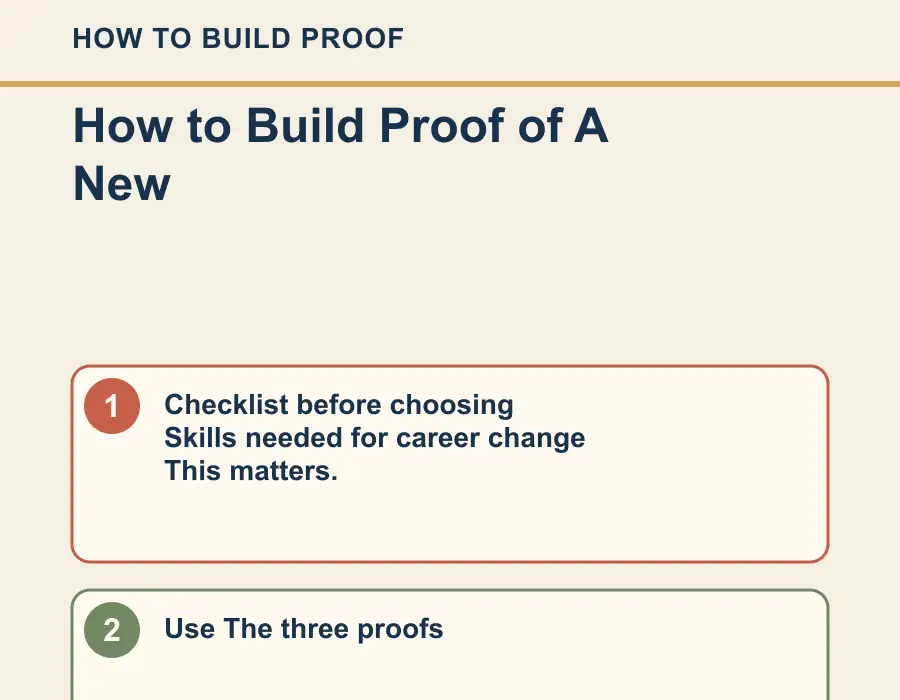 HOW TO BUILD PROOF
How to Build Proof of A
New
1
Checklist before choosing
Skills needed for career change
This matters.
2
Use The three proofs